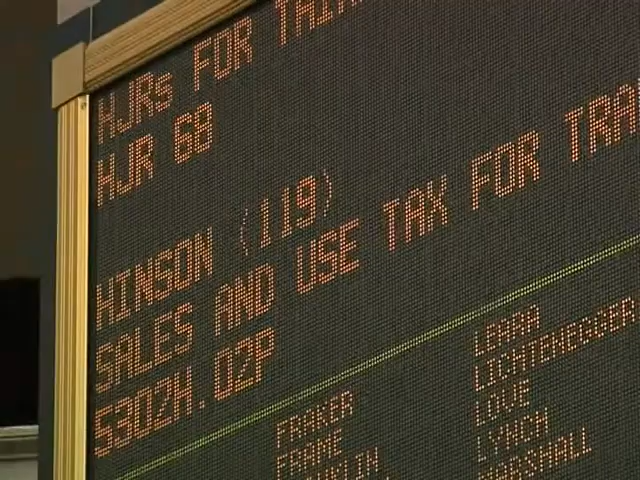 HJRs FOR THIR
HJR 68
HINSON (119)
SALES AND USE TAX FOR TRA
5302H.02P
FRAKER
FRAME
LEARA
LICHTENEGGER
LOVE
LYNCH
MARSHALL